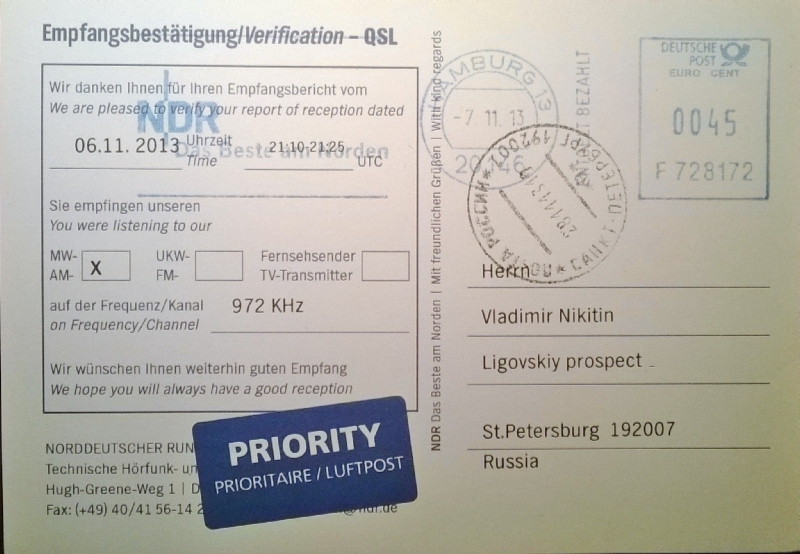 Empfangsbestätigung/Verification – QSL
Wir danken Ihnen für Ihren Empfangsbericht vom
We are pleased to verify your report of reception dated
NDR
Das Beste am Norden
06.11. 2013 Uhrzeit 21:10-21:25
Time UTC
Sie empfingen unseren
You were listening to our
MW- X UKW- Fernsehsender
AM- FM- TV-Transmitter
auf der Frequenz/Kanal 972 KHz
on Frequency/Channel
Wir wünschen Ihnen weiterhin guten Empfang
We hope you will always have a good reception
NORDDEUTSCHER
Technische Hörfunk-
Hugh-Greene-Weg 1
Fax: (+49) 40/41 56-14
PRIORITY
PRIORITAIRE / LUFTPOST
NDR Das Beste am Norden | Mit freundlichen Grüßen | With kind regards
HAMBURG 13
-7.11.13
BEZAHLT
DEUTSCHE
POST
EURO CENT
0045
F 728172
192007
РОССИИ
САНКТ-ПЕТЕРБУРГ
Herrn
Vladimir Nikitin
Ligovskiy prospect
St.Petersburg 192007
Russia